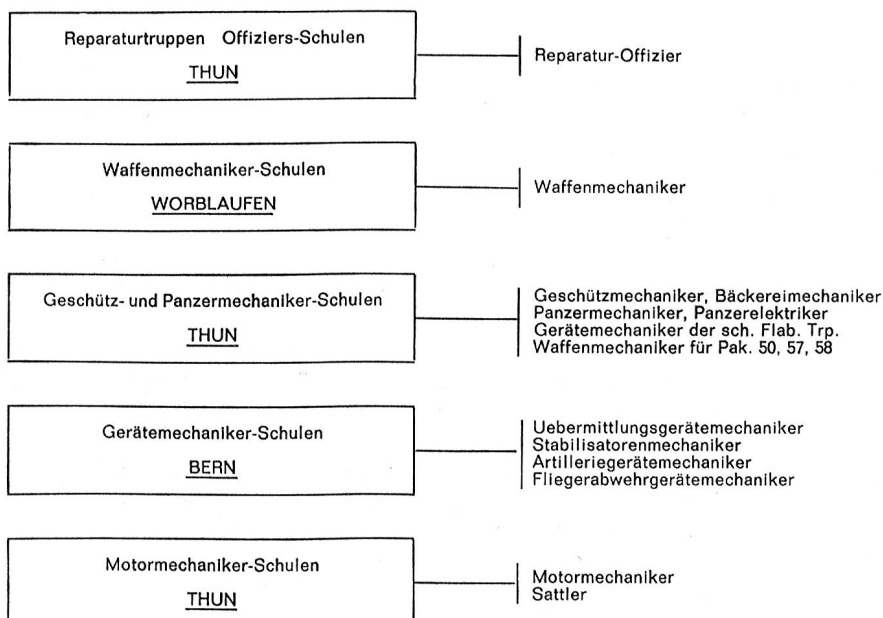 Reparaturtruppen Offiziers-Schulen
THUN
Reparatur-Offizier
Waffenmechaniker-Schulen
WORBLAUFEN
Waffenmechaniker
Geschütz- und Panzermechaniker-Schulen
THUN
Geschützmechaniker, Bäckereimechaniker
Panzermechaniker, Panzerelektriker
Gerätemechaniker der sch. Flab. Trp.
Waffenmechaniker für Pak. 50, 57, 58
Gerätemechaniker-Schulen
BERN
Uebermittlungsgerätemechaniker
Stabilisatorenmechaniker
Artilleriegerätemechaniker
Fliegerabwehrgerätemechaniker
Motormechaniker-Schulen
THUN
Motormechaniker
Sattler